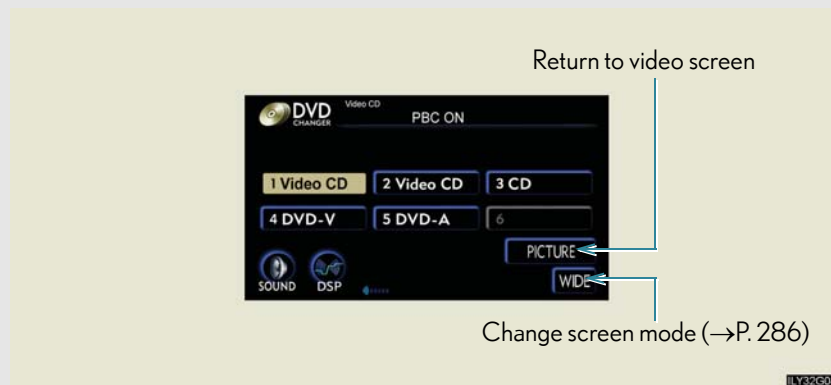 Return to video screen
DVD CHANGER
Video CD
PBC ON
1 Video CD
2 Video CD
3 CD
4 DVD-V
5 DVD-A
6
PICTURE
SOUND
DSP
WIDE
Change screen mode (→P. 286)